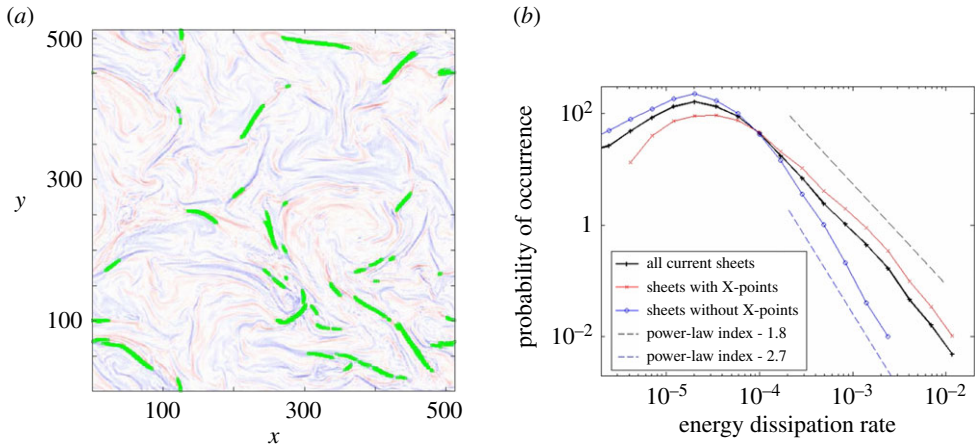 (a)
500
300
y
100
100
300
500
x
(b)
10²
1
10⁻²
probability of occurrence
all current sheets
sheets with X-points
sheets without X-points
power-law index - 1.8
power-law index - 2.7
10⁻⁵
10⁻⁴
10⁻³
10⁻²
energy dissipation rate